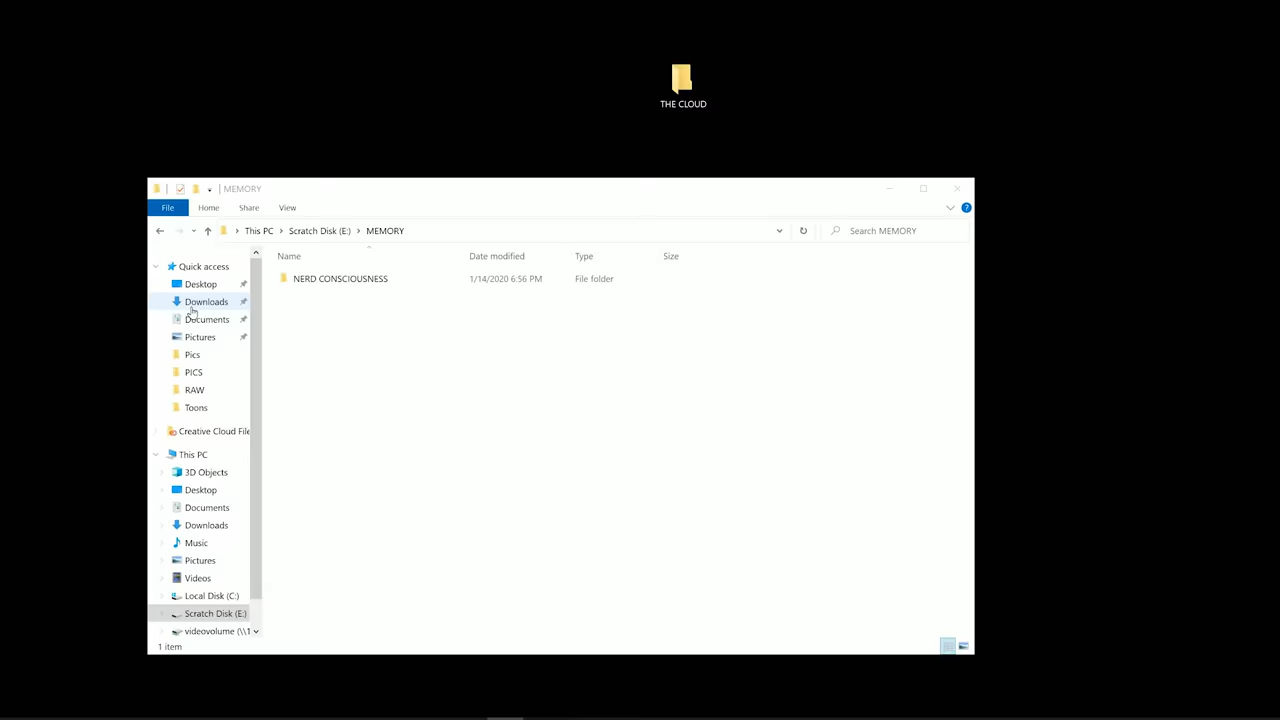 THE CLOUD
MEMORY
File Home Share View
This PC Scratch Disk (E:) MEMORY
Search MEMORY
Name Date modified Type Size
NERD CONSCIOUSNESS 1/14/2020 6:56 PM File folder
Quick access
Desktop
Downloads
Documents
Pictures
Pics
PICS
RAW
Toons
Creative Cloud File
This PC
3D Objects
Desktop
Documents
Downloads
Music
Pictures
Videos
Local Disk (C:)
Scratch Disk (E:)
videovolume (\\1
1 item